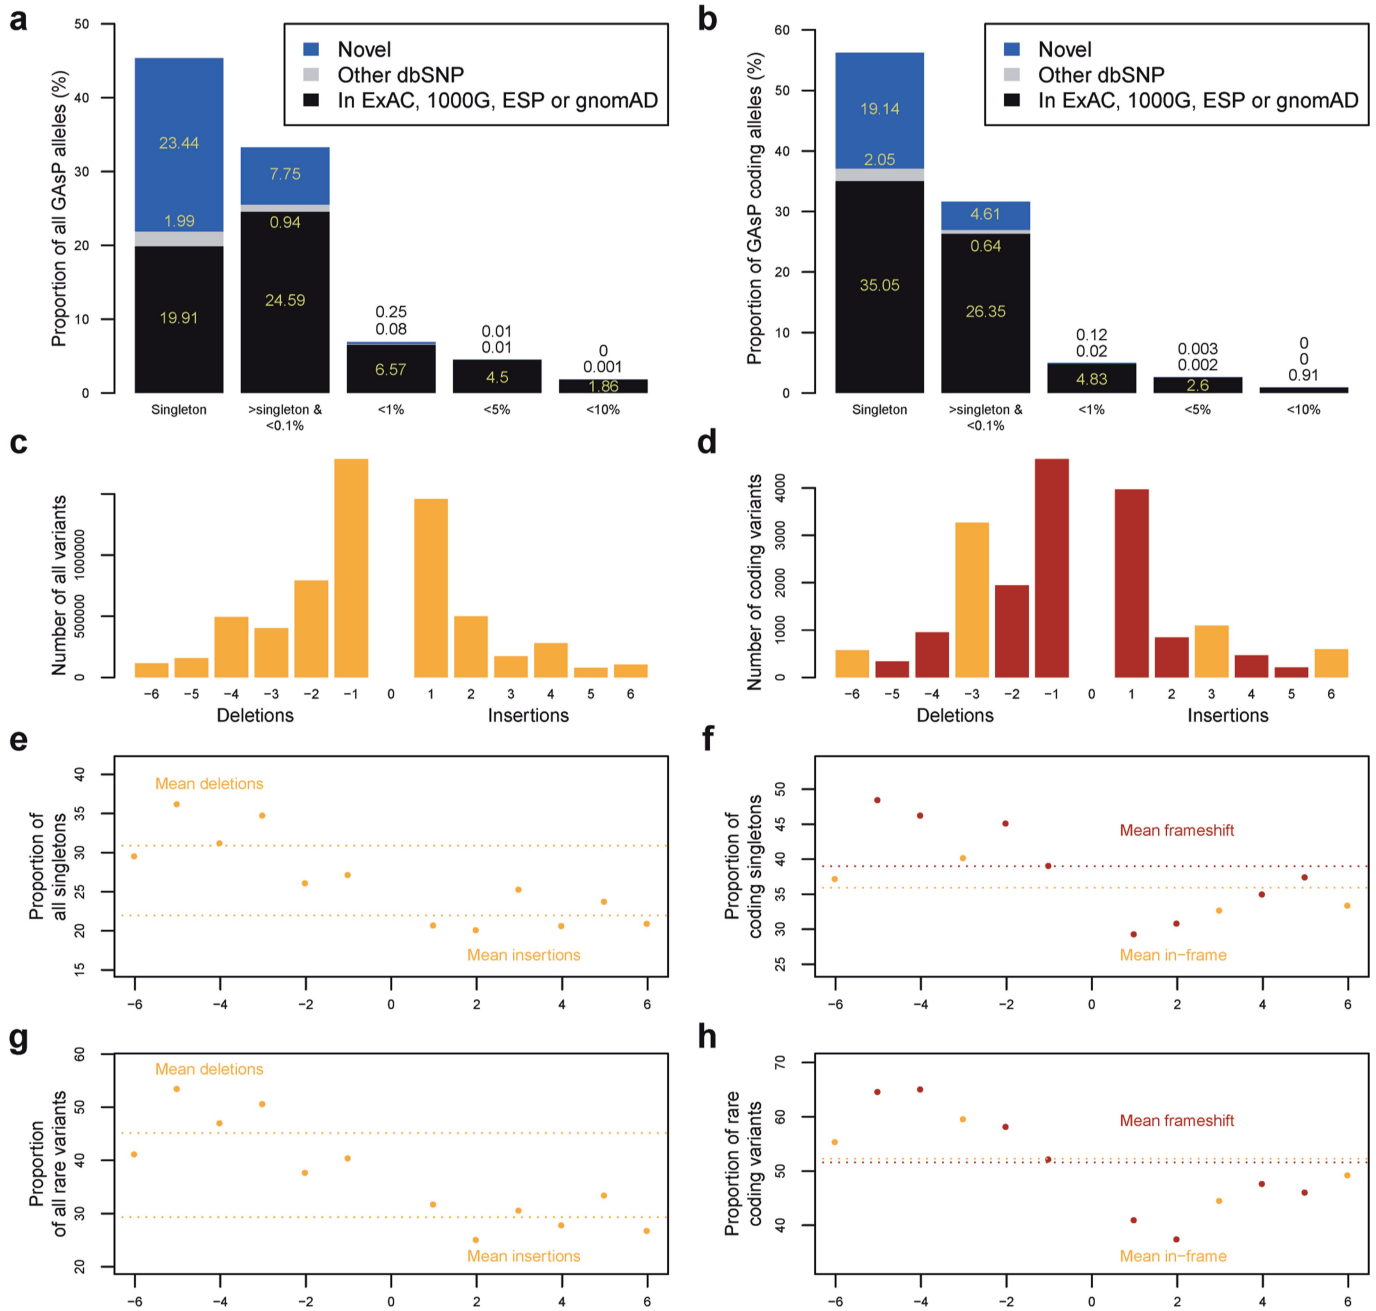 a
Proportion of all GAsP alleles (%)
50
40
30
20
10
0
Novel
Other dbSNP
In ExAC, 1000G, ESP or gnomAD
23.44
1.99
19.91
7.75
0.94
24.59
0.25
0.08
6.57
0.01
0.01
4.5
0
0.001
1.86
Singleton
>singleton &
<0.1%
<1%
<5%
<10%
b
Proportion of GAsP coding alleles (%)
60
50
40
30
20
10
0
Novel
Other dbSNP
In ExAC, 1000G, ESP or gnomAD
19.14
2.05
35.05
4.61
0.64
26.35
0.12
0.02
4.83
0.003
0.002
2.6
0
0
0.91
Singleton
>singleton &
<0.1%
<1%
<5%
<10%
c
Number of all variants
1000000
500000
0
−6 −5 −4 −3 −2 −1 0 1 2 3 4 5 6
Deletions Insertions
d
Number of coding variants
4000
3000
2000
1000
0
−6 −5 −4 −3 −2 −1 0 1 2 3 4 5 6
Deletions Insertions
e
Proportion of
all singletons
40
35
30
25
20
15
Mean deletions
Mean insertions
−6 −4 −2 0 2 4 6
f
Proportion of
coding singletons
50
45
40
35
30
25
Mean frameshift
Mean in−frame
−6 −4 −2 0 2 4 6
g
Proportion
of all rare variants
60
50
40
30
20
Mean deletions
Mean insertions
−6 −4 −2 0 2 4 6
h
Proportion of rare
coding variants
70
60
50
40
Mean frameshift
Mean in−frame
−6 −4 −2 0 2 4 6